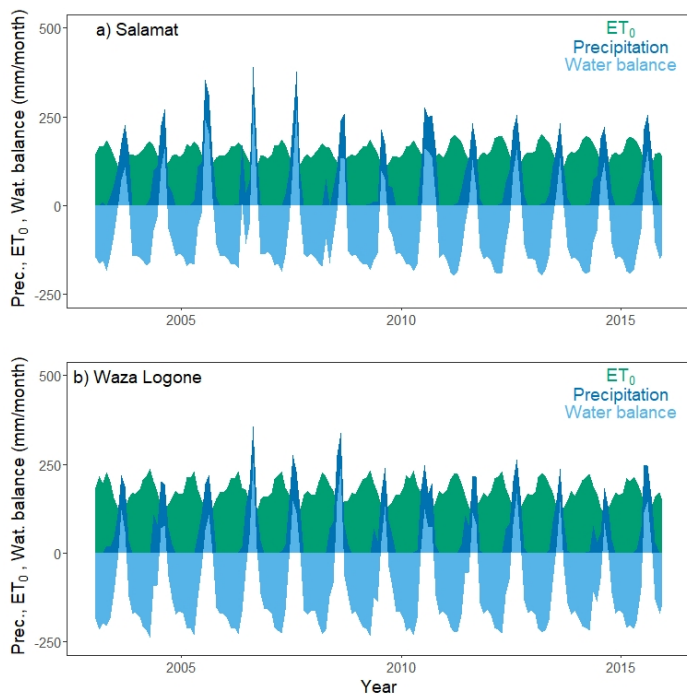 a) Salamat
ET₀
Precipitation
Water balance
Prec., ET₀ , Wat. balance (mm/month)
500
250
0
-250
2005 2010 2015
b) Waza Logone
ET₀
Precipitation
Water balance
Prec., ET₀ , Wat. balance (mm/month)
500
250
0
-250
2005 2010 2015
Year